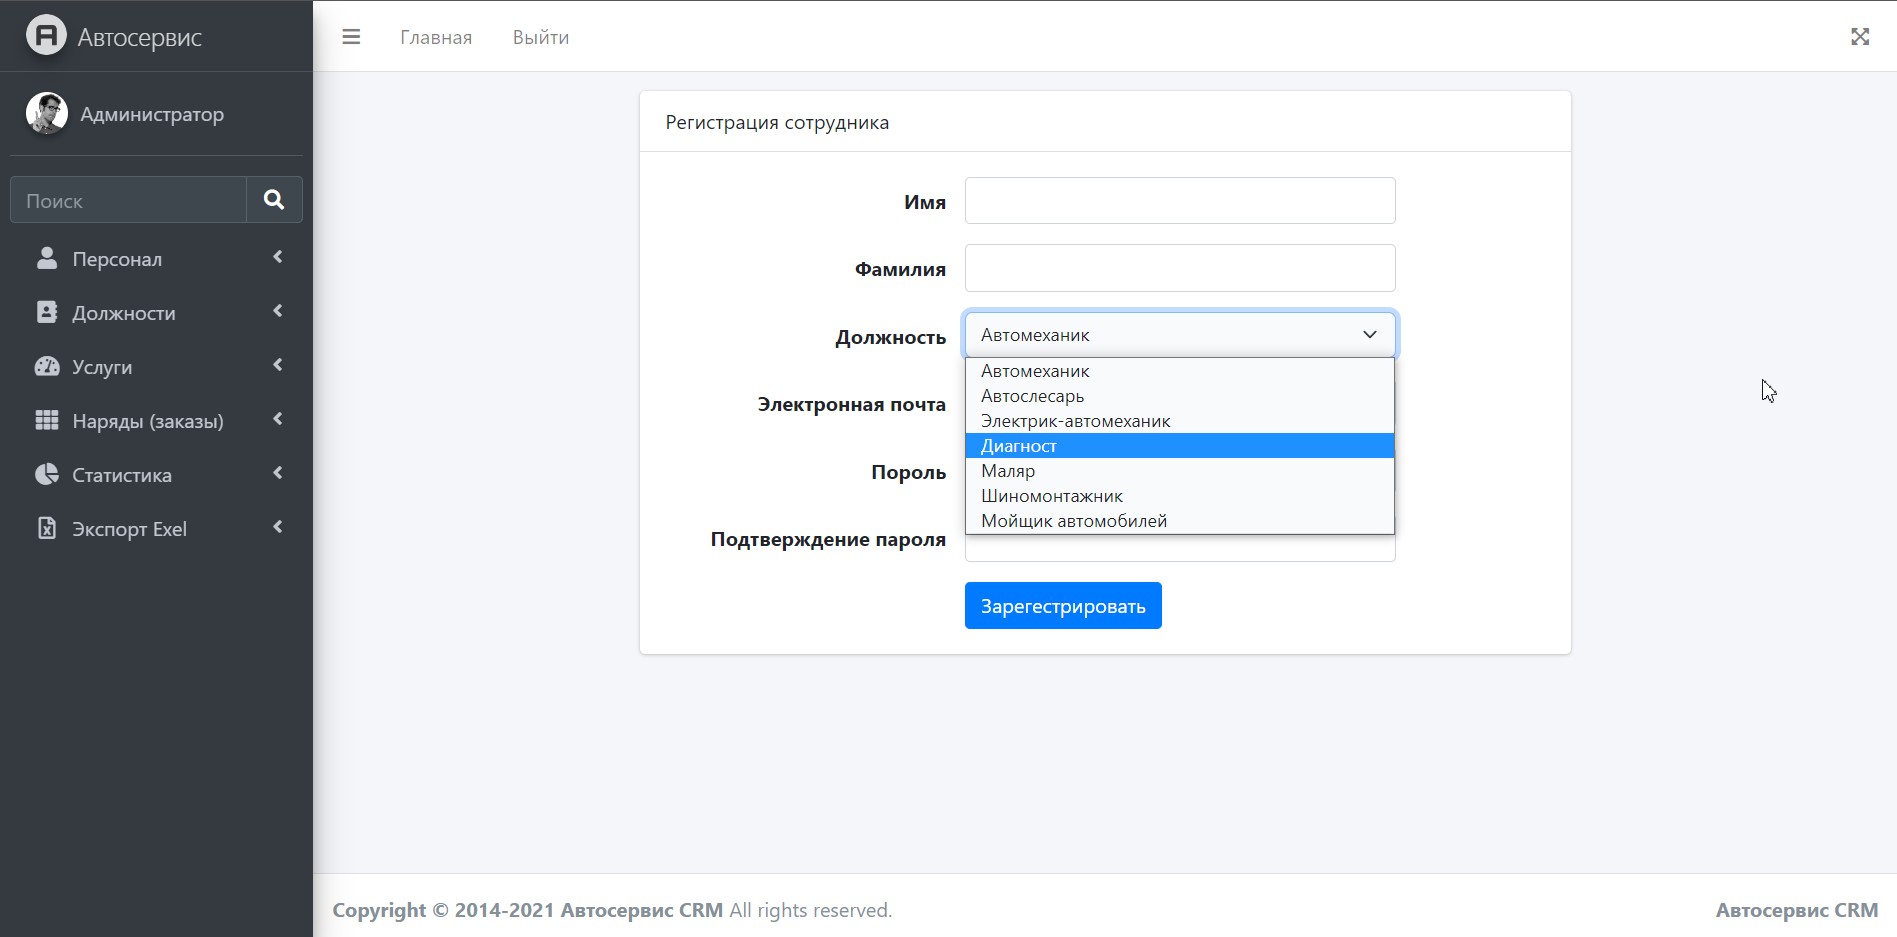 Автосервис
Главная
Выйти
Администратор
Поиск
Персонал
Должности
Услуги
Наряды (заказы)
Статистика
Экспорт Exel
Регистрация сотрудника
Имя
Фамилия
Должность
Автомеханик
Автомеханик
Автослесарь
Электрик-автомеханик
Диагност
Маляр
Шиномонтажник
Мойщик автомобилей
Электронная почта
Пороль
Подтверждение пароля
Зарегестрировать
Copyright © 2014-2021 Автосервис CRM All rights reserved.
Автосервис CRM